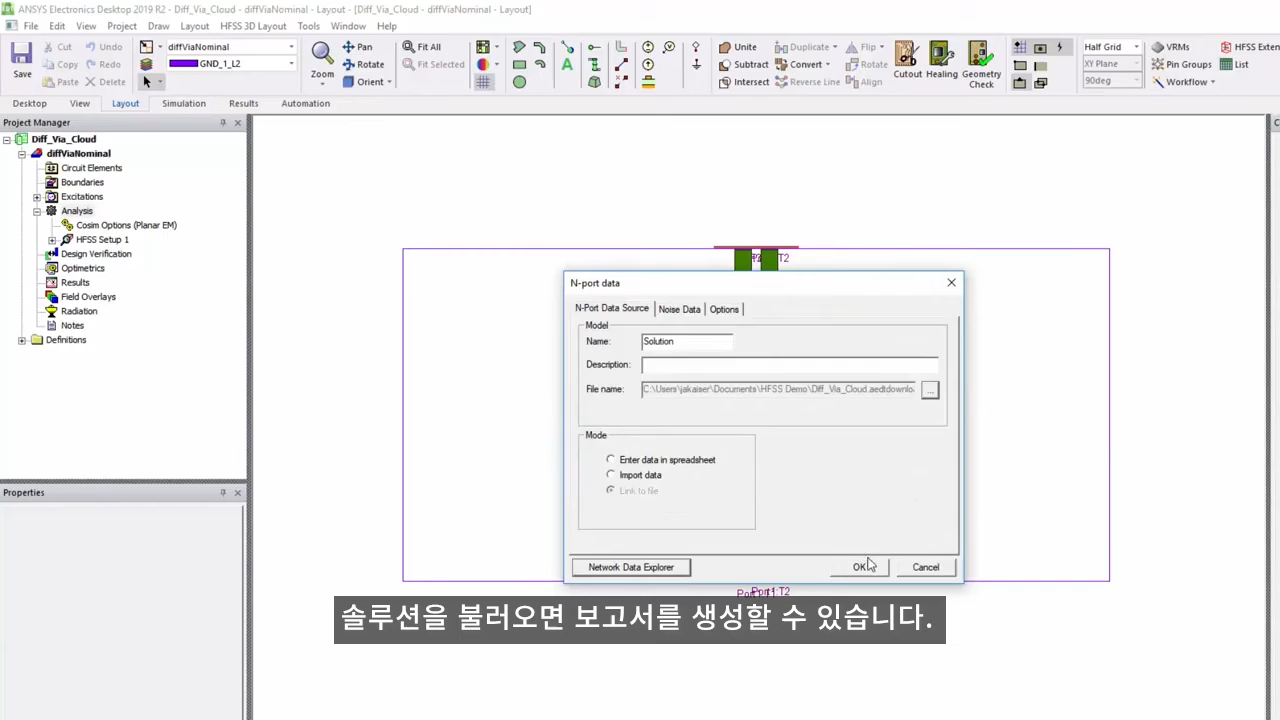 ANSYS Electronics Desktop 2019 R2 - Diff_Via_Cloud - diffViaNominal - Layout - [Diff_Via_Cloud - diffViaNominal - Layout]
File Edit View Project Draw Layout HFSS 3D Layout Tools Window Help
Save
Cut
Copy
Paste
Undo
Redo
Delete
diffViaNominal
GND_1_L2
Zoom
Pan
Rotate
Orient
Fit All
Fit Selected
A
Unite
Subtract
Intersect
Duplicate
Convert
Reverse Line
Flip
Rotate
Align
Cutout
Healing
Geometry
Check
Half Grid
XY Plane
90deg
VRMs
Pin Groups
Workflow
HFSS Exten
List
Desktop View Layout Simulation Results Automation
Project Manager
Diff_Via_Cloud
diffViaNominal
Circuit Elements
Boundaries
Excitations
Analysis
Cosim Options (Planar EM)
HFSS Setup 1
Design Verification
Optimetrics
Results
Field Overlays
Radiation
Notes
Definitions
Properties
T2
N-port data
N-Port Data Source Noise Data Options
Model
Name: Solution
Description:
File name: C:\Users\jakaiser\Documents\HFSS Demo\Diff_Via_Cloud.aedtdownlo
...
Mode
Enter data in spreadsheet
Import data
Link to file
Network Data Explorer OK Cancel
Port1:T2
솔루션을 불러오면 보고서를 생성할 수 있습니다.